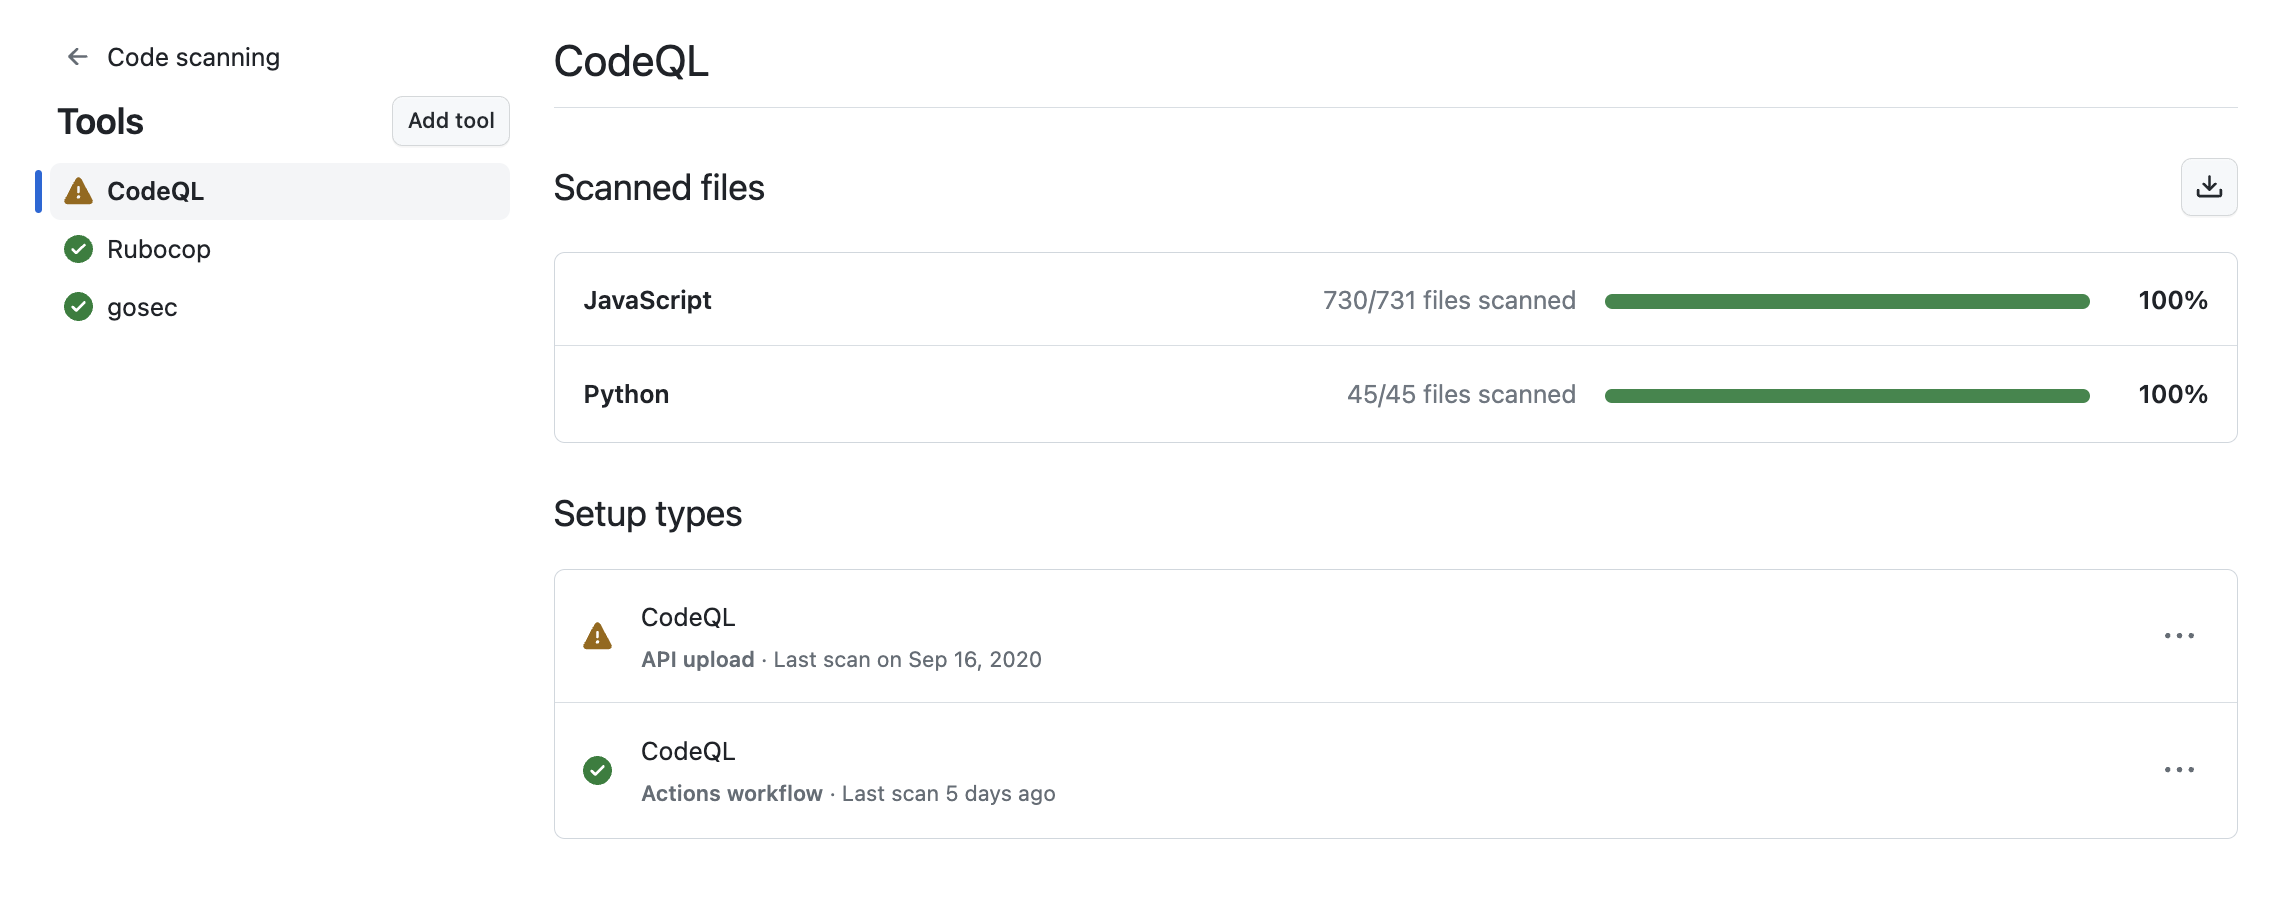 Code scanning
Tools
Add tool
CodeQL
Rubocop
gosec
CodeQL
Scanned files
JavaScript 730/731 files scanned 100%
Python 45/45 files scanned 100%
Setup types
CodeQL
API upload · Last scan on Sep 16, 2020
CodeQL
Actions workflow · Last scan 5 days ago